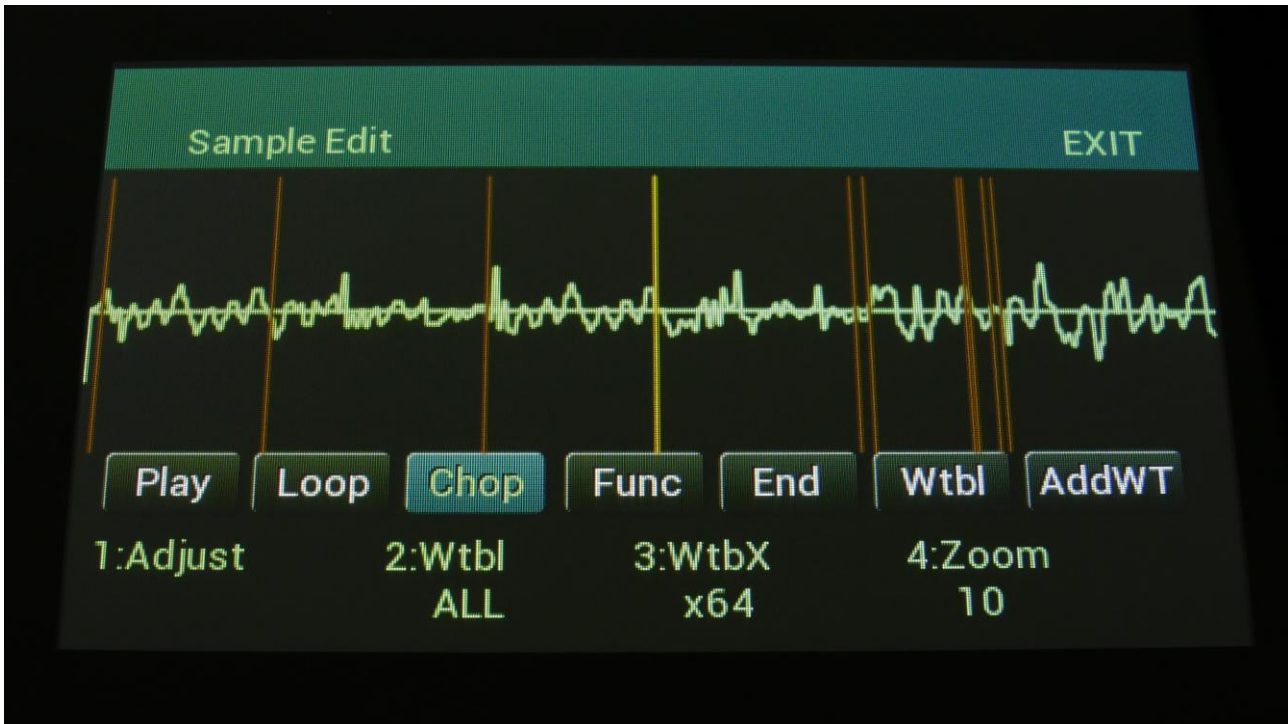 Sample Edit EXIT
Play Loop Chop Func End Wtbl AddWT
1:Adjust 2:Wtbl 3:WtbX 4:Zoom
ALL x64 10